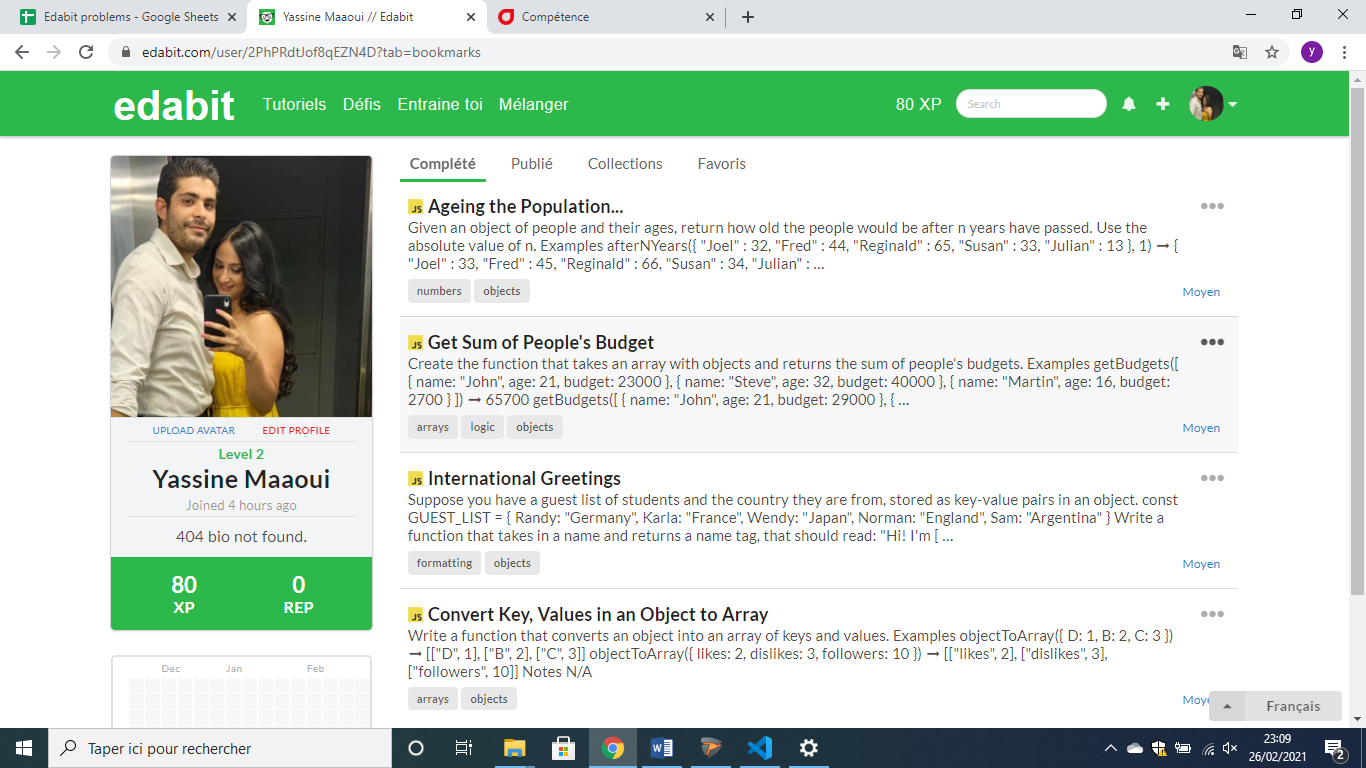 Edabit problems - Google Sheets
Yassine Maaoui // Edabit
Compétence
edabit.com/user/2PhPRdtJof8qEZN4D?tab=bookmarks
y
edabit
Tutoriels Défis Entraine toi Mélanger
80 XP
Search
Complété Publié Collections Favoris
UPLOAD AVATAR EDIT PROFILE
Level 2
Yassine Maaoui
Joined 4 hours ago
404 bio not found.
80 0
XP REP
Dec Jan Feb
JS Ageing the Population...
Given an object of people and their ages, return how old the people would be after n years have passed. Use the
absolute value of n. Examples afterNYears({ "Joel" : 32, "Fred" : 44, "Reginald" : 65, "Susan" : 33, "Julian" : 13 }, 1) ➞ {
"Joel" : 33, "Fred" : 45, "Reginald" : 66, "Susan" : 34, "Julian" : ...
numbers objects
Moyen
JS Get Sum of People's Budget
Create the function that takes an array with objects and returns the sum of people's budgets. Examples getBudgets([
{ name: "John", age: 21, budget: 23000 }, { name: "Steve", age: 32, budget: 40000 }, { name: "Martin", age: 16, budget:
2700 } ]) ➞ 65700 getBudgets([ { name: "John", age: 21, budget: 29000 }, { ...
arrays logic objects
Moyen
JS International Greetings
Suppose you have a guest list of students and the country they are from, stored as key-value pairs in an object. const
GUEST_LIST = { Randy: "Germany", Karla: "France", Wendy: "Japan", Norman: "England", Sam: "Argentina" } Write a
function that takes in a name and returns a name tag, that should read: "Hi! I'm [ ...
formatting objects
Moyen
JS Convert Key, Values in an Object to Array
Write a function that converts an object into an array of keys and values. Examples objectToArray({ D: 1, B: 2, C: 3 })
➞ [["D", 1], ["B", 2], ["C", 3]] objectToArray({ likes: 2, dislikes: 3, followers: 10 }) ➞ [["likes", 2], ["dislikes", 3],
["followers", 10]] Notes N/A
arrays objects
Moye
Français
Taper ici pour rechercher
23:09
26/02/2021
2